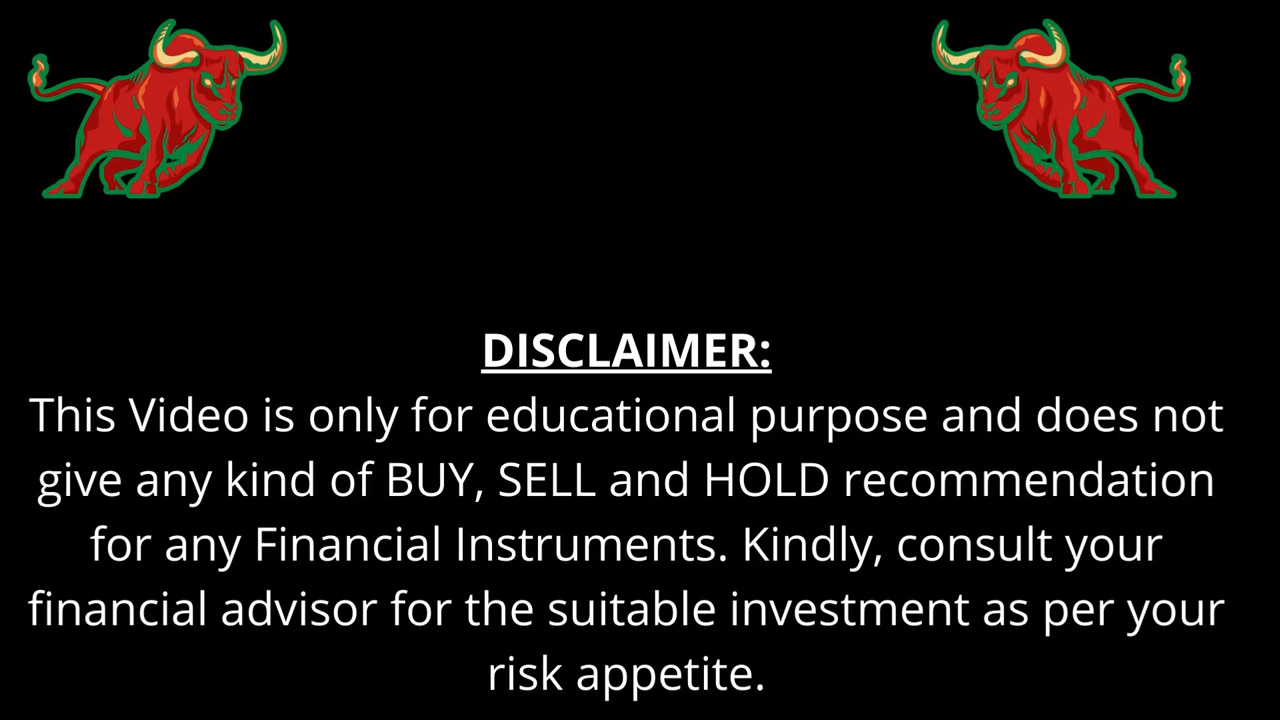 DISCLAIMER:
This Video is only for educational purpose and does not
give any kind of BUY, SELL and HOLD recommendation
for any Financial Instruments. Kindly, consult your
financial advisor for the suitable investment as per your
risk appetite.